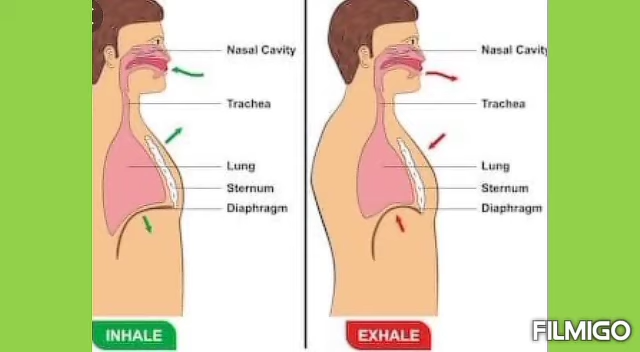 Nasal Cavity
Trachea
Lung
Sternum
Diaphragm
INHALE
Nasal Cavity
Trachea
Lung
Sternum
Diaphragm
EXHALE
FILMIGO